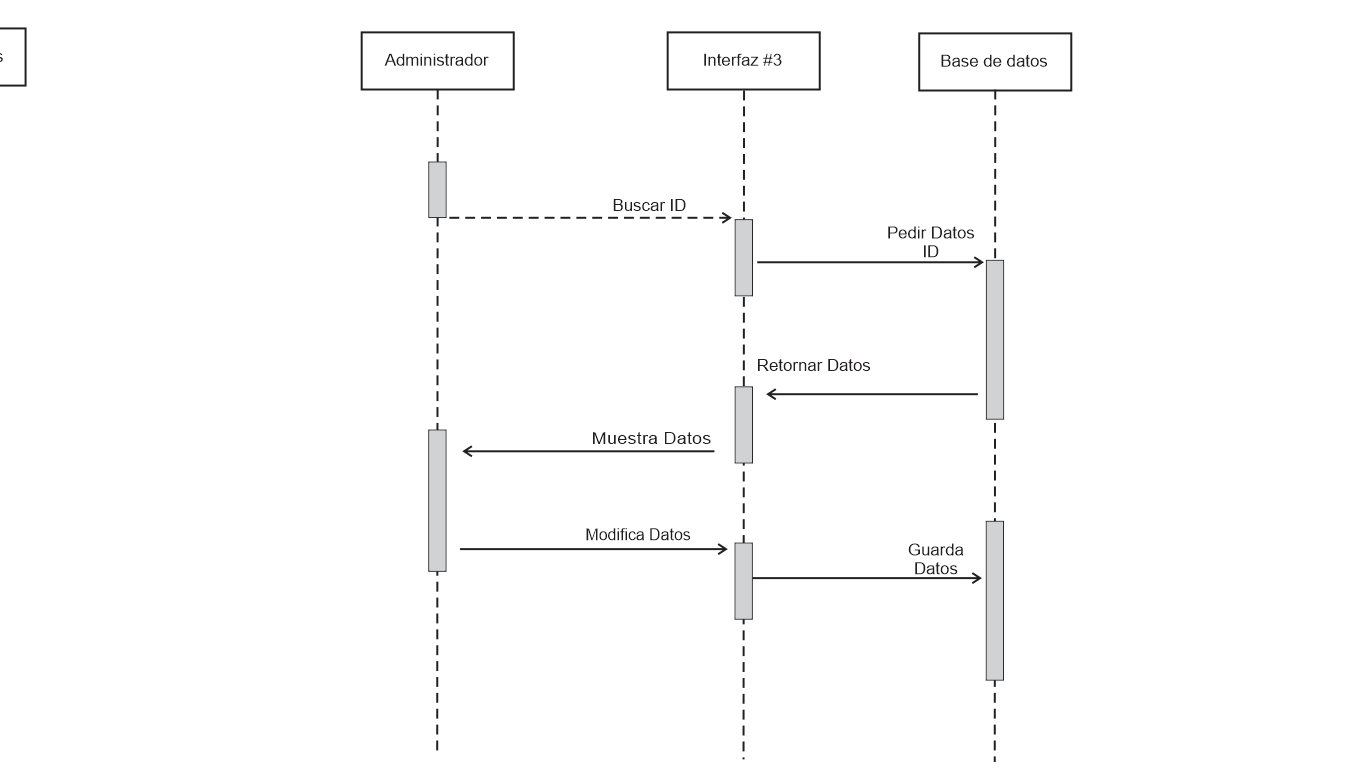 s
Administrador
Interfaz #3
Base de datos
Buscar ID
Pedir Datos
ID
Retornar Datos
Muestra Datos
Modifica Datos
Guarda
Datos